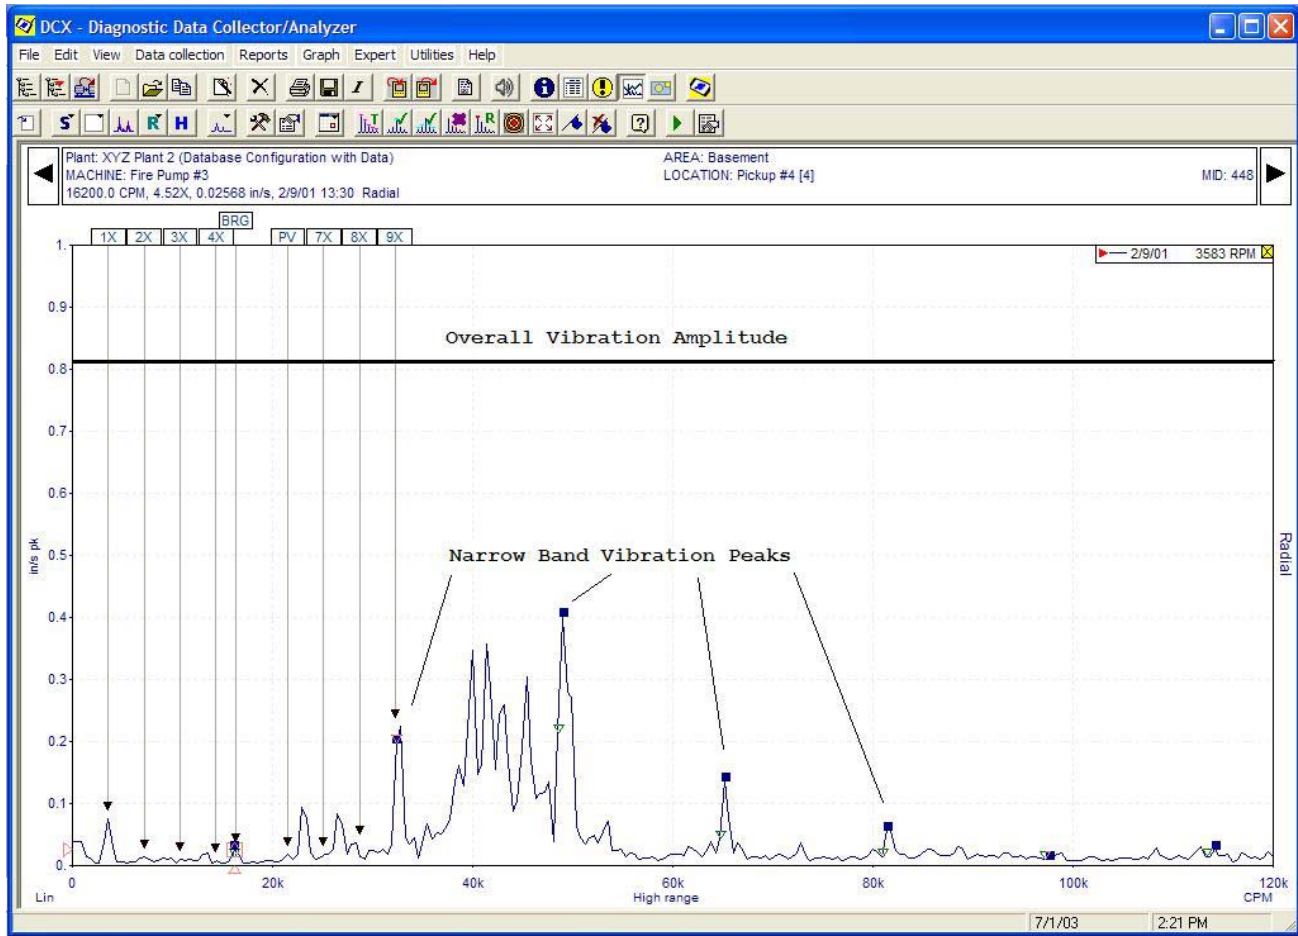 DCX - Diagnostic Data Collector/Analyzer
File Edit View Data collection Reports Graph Expert Utilities Help
Plant: XYZ Plant 2 (Database Configuration with Data) AREA: Basement
MACHINE: Fire Pump #3 LOCATION: Pickup #4 [4] MID: 448
16200.0 CPM, 4.52X, 0.02568 in/s, 2/9/01 13:30 Radial
BRG
1X 2X 3X 4X PV 7X 8X 9X
2/9/01 3583 RPM
1.
0.9
Overall Vibration Amplitude
0.8
0.7
0.6
0.5
Narrow Band Vibration Peaks
in/s pk
Radial
0.4
0.3
0.2
0.1
0.
0 20k 40k 60k 80k 100k 120k
Lin High range CPM
7/1/03 2:21 PM